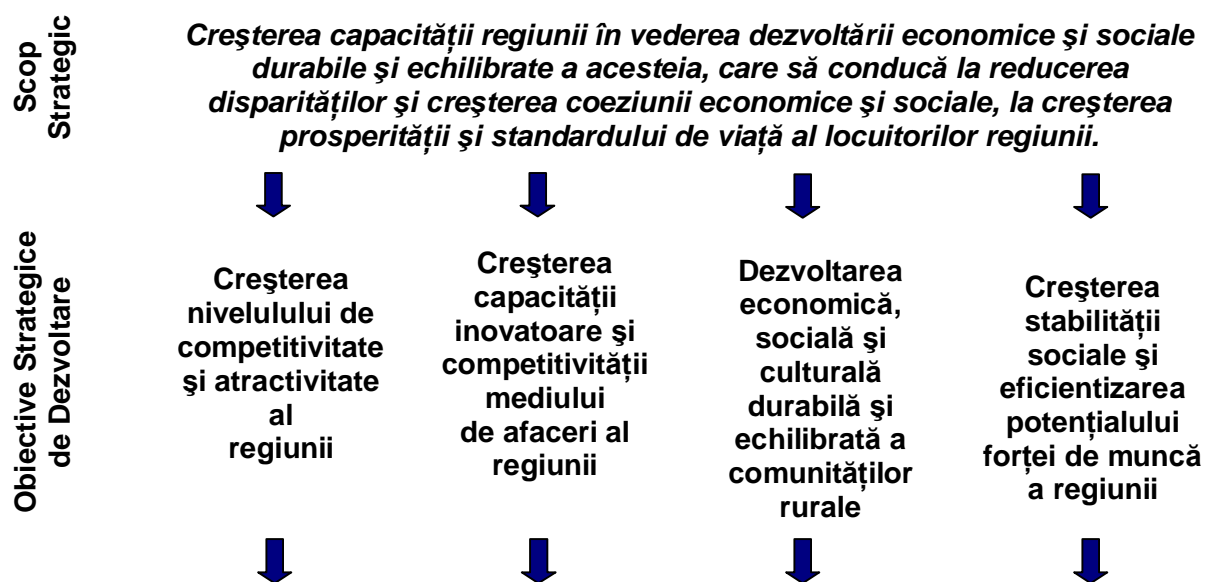 Scop
Strategic
Creşterea capacităţii regiunii în vederea dezvoltării economice şi sociale
durabile şi echilibrate a acesteia, care să conducă la reducerea
disparităţilor şi creşterea coeziunii economice şi sociale, la creşterea
prosperităţii şi standardului de viaţă al locuitorilor regiunii.
Obiective Strategice
de Dezvoltare
Creşterea
nivelulului de
competitivitate
şi atractivitate
al
regiunii
Creşterea
capacităţii
inovatoare şi
competitivităţii
mediului
de afaceri al
regiunii
Dezvoltarea
economică,
socială şi
culturală
durabilă şi
echilibrată a
comunităţilor
rurale
Creşterea
stabilităţii
sociale şi
eficientizarea
potenţialului
forţei de muncă
a regiunii